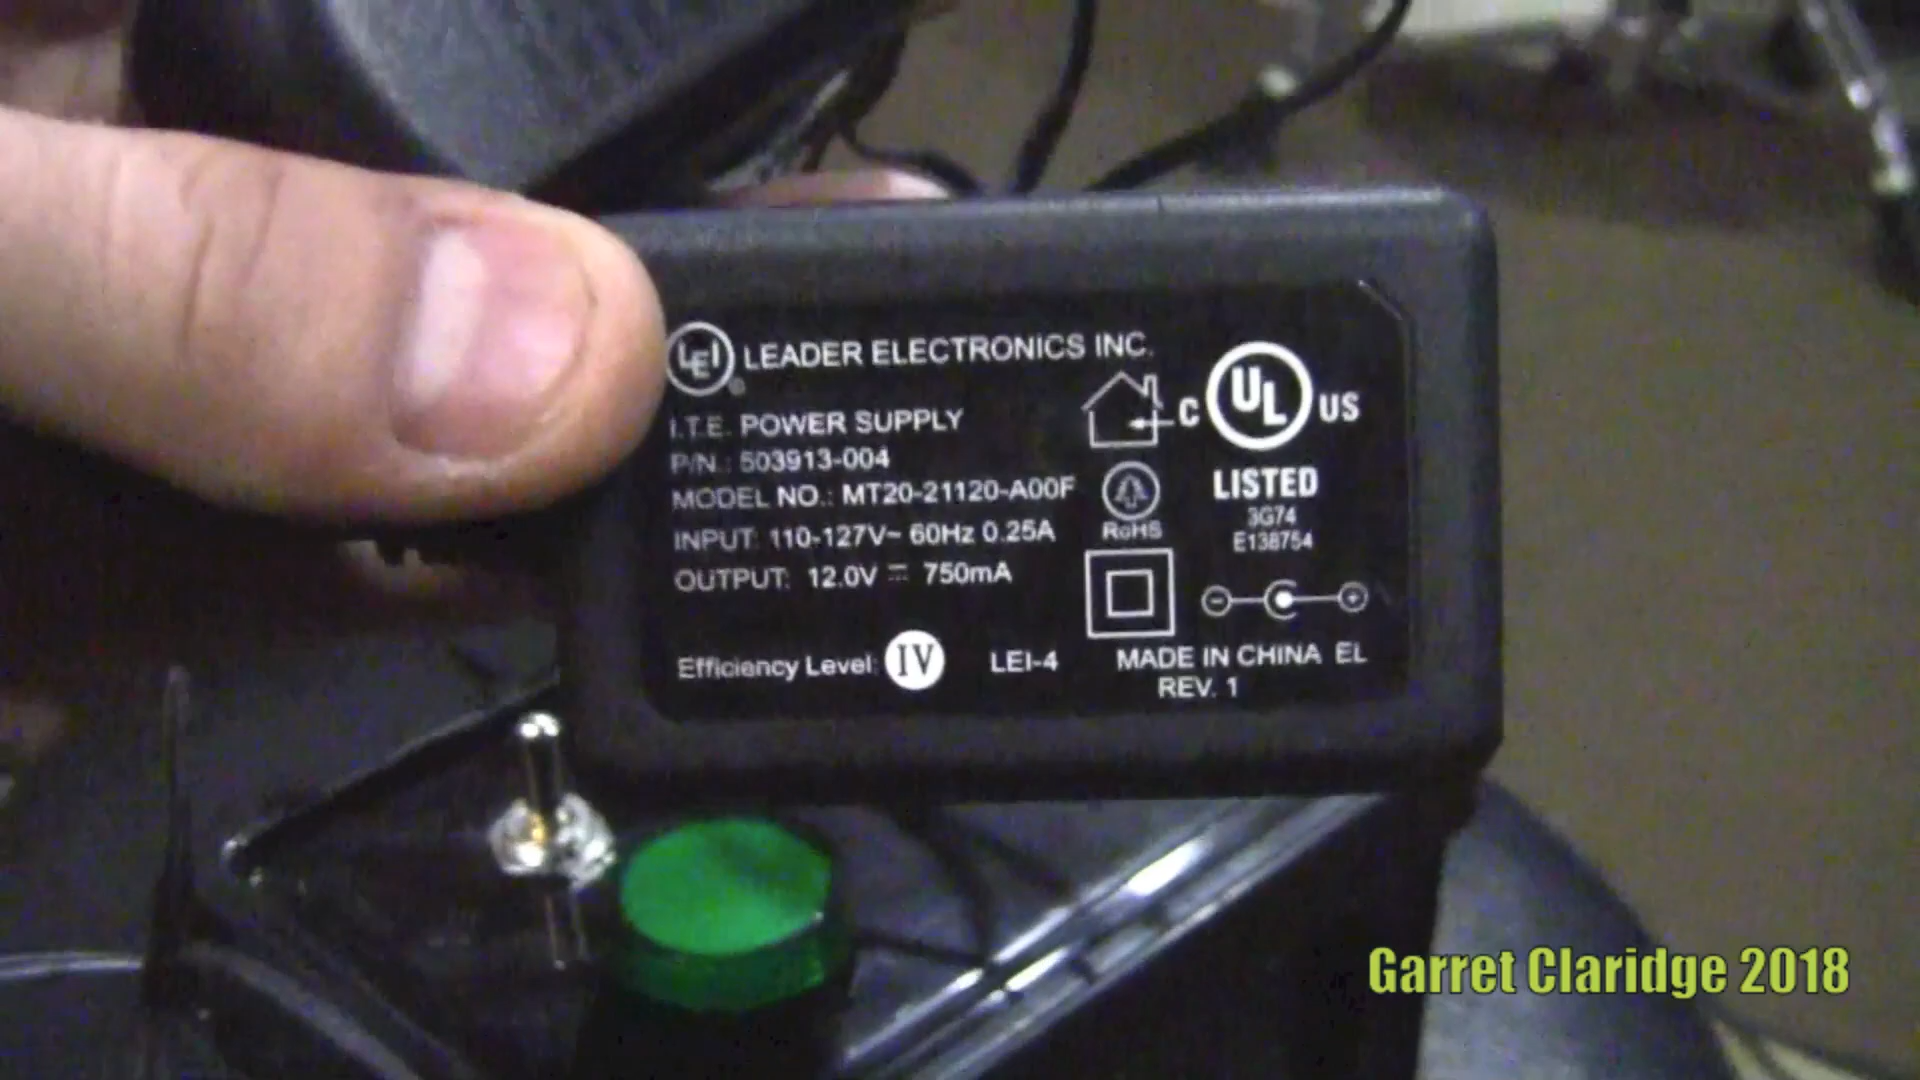 LEI ® LEADER ELECTRONICS INC.
I.T.E. POWER SUPPLY
P/N.: 503913-004
MODEL NO.: MT20-21120-A00F
INPUT: 110-127V~ 60Hz 0.25A
OUTPUT: 12.0V ⎓ 750mA
Efficiency Level: IV LEI-4
C UL US
LISTED
3G74
E138754
RoHS
- +
MADE IN CHINA EL
REV. 1
Garret Claridge 2018